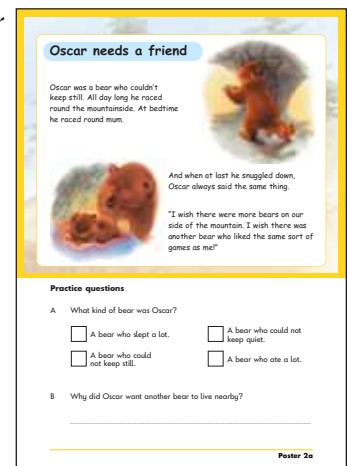 Oscar needs a friend
Oscar was a bear who couldn't
keep still. All day long he raced
round the mountainside. At bedtime
he raced round mum.
And when at last he snuggled down,
Oscar always said the same thing.
"I wish there were more bears on our
side of the mountain. I wish there was
another bear who liked the same sort of
games as me!"
Practice questions
A What kind of bear was Oscar?
A bear who slept a lot.
A bear who could not
keep quiet.
A bear who could
not keep still.
A bear who ate a lot.
B Why did Oscar want another bear to live nearby?
Poster 2a